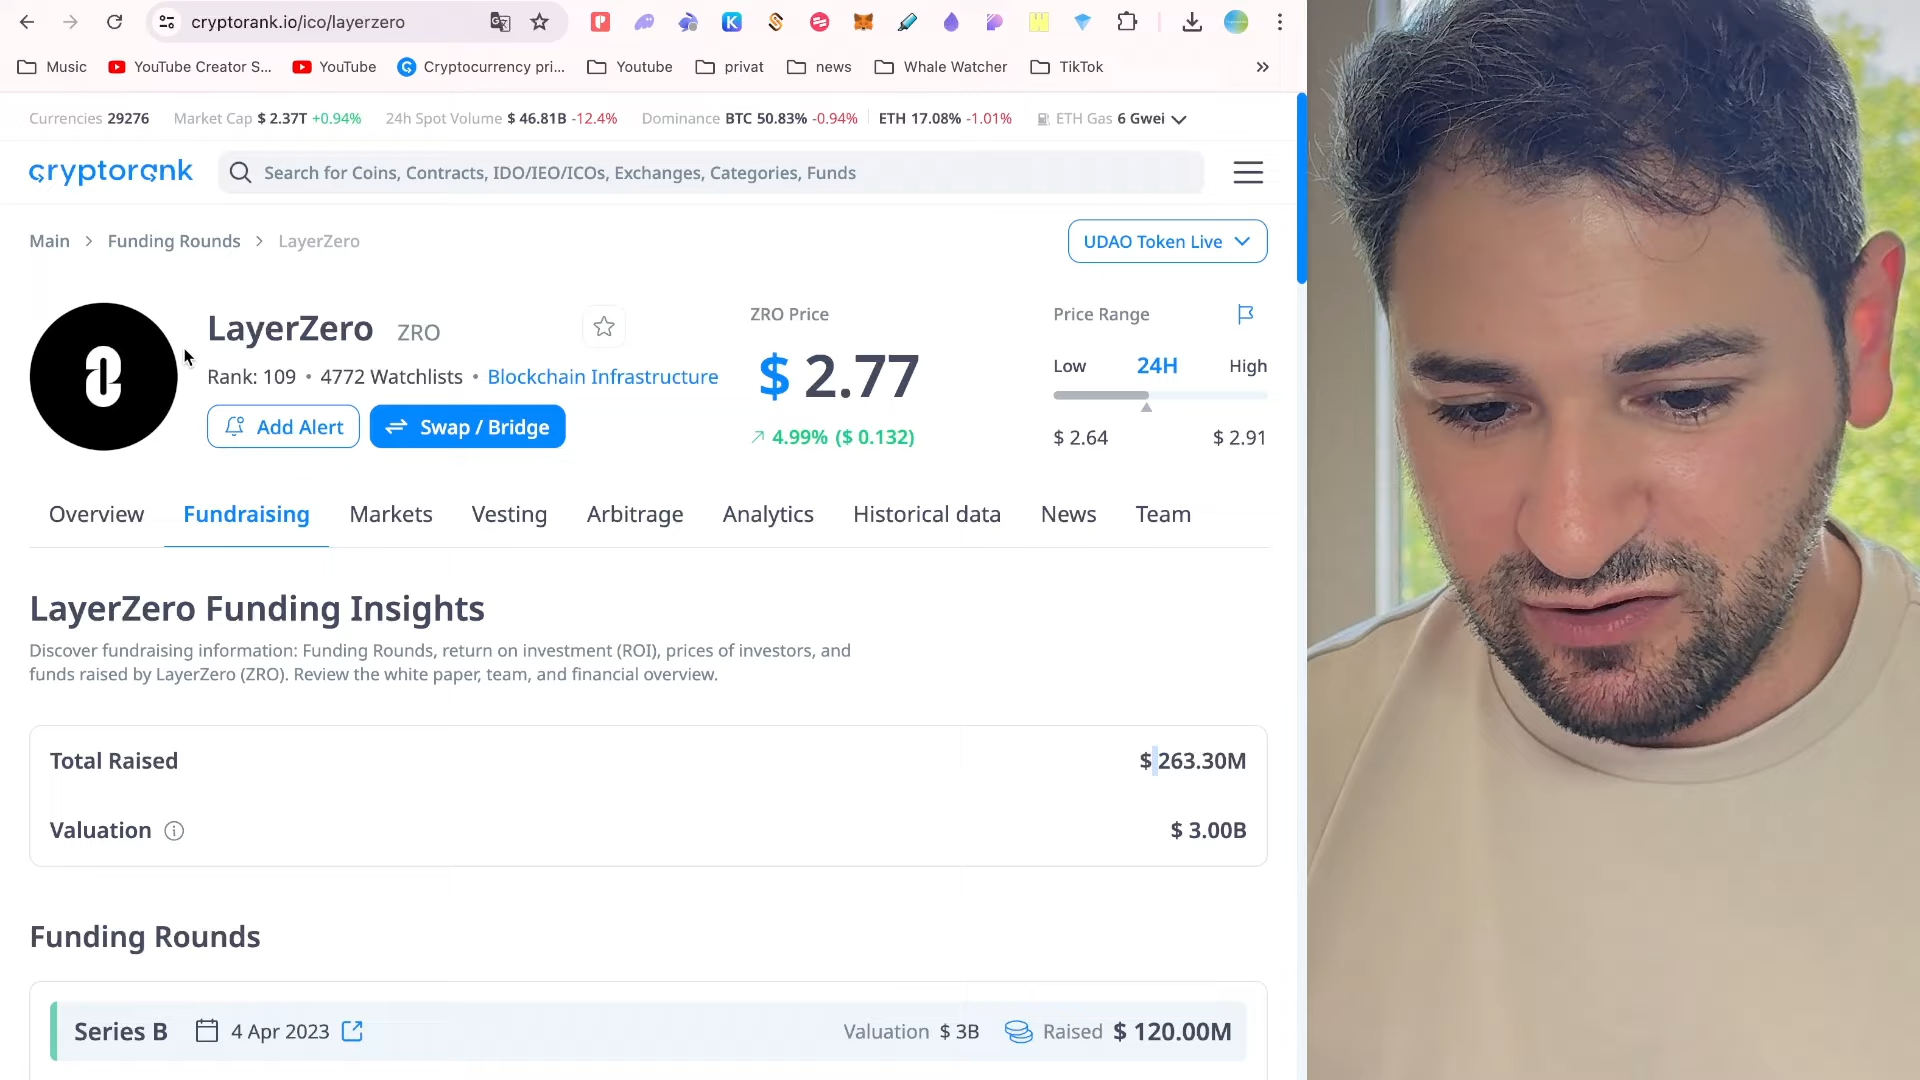 cryptorank.io/ico/layerzero
Music YouTube Creator S... YouTube Cryptocurrency pri... Youtube privat news Whale Watcher TikTok
Currencies 29276 Market Cap $ 2.37T +0.94% 24h Spot Volume $ 46.81B -12.4% Dominance BTC 50.83% -0.94% ETH 17.08% -1.01% ETH Gas 6 Gwei
cryptorank Search for Coins, Contracts, IDO/IEO/ICOs, Exchanges, Categories, Funds
Main > Funding Rounds > LayerZero UDAO Token Live
LayerZero ZRO
Rank: 109 • 4772 Watchlists • Blockchain Infrastructure
Add Alert Swap / Bridge
ZRO Price
$ 2.77
4.99% ($ 0.132)
Price Range
Low 24H High
$ 2.64 $ 2.91
Overview Fundraising Markets Vesting Arbitrage Analytics Historical data News Team
LayerZero Funding Insights
Discover fundraising information: Funding Rounds, return on investment (ROI), prices of investors, and
funds raised by LayerZero (ZRO). Review the white paper, team, and financial overview.
Total Raised $ 263.30M
Valuation $ 3.00B
Funding Rounds
Series B 4 Apr 2023 Valuation $ 3B Raised $ 120.00M